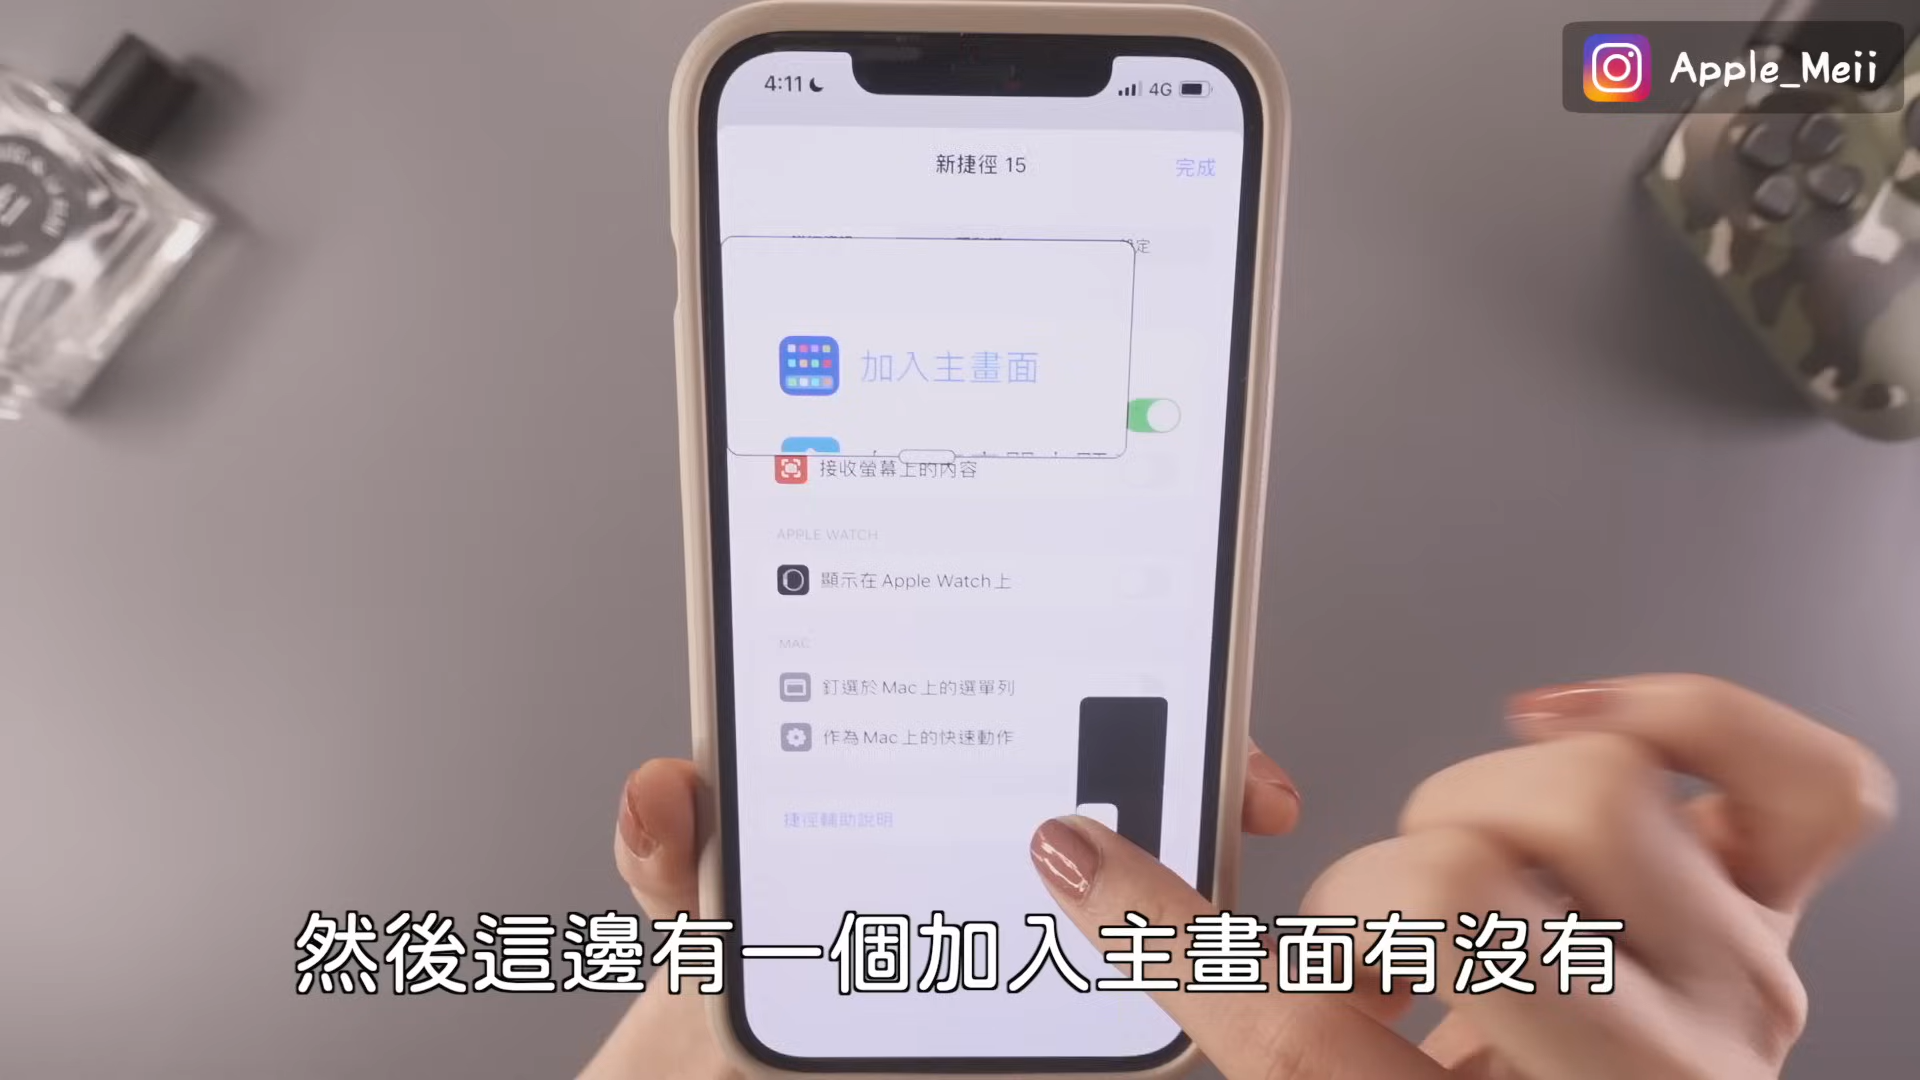 Apple_Meii
4:11
4G
新捷徑 15
完成
定
加入主畫面
接收螢幕上的內容
APPLE WATCH
顯示在 Apple Watch 上
MAC
釘選於 Mac 上的選單列
作為 Mac 上的快速動作
捷徑輔助說明
然後這邊有一個加入主畫面有沒有